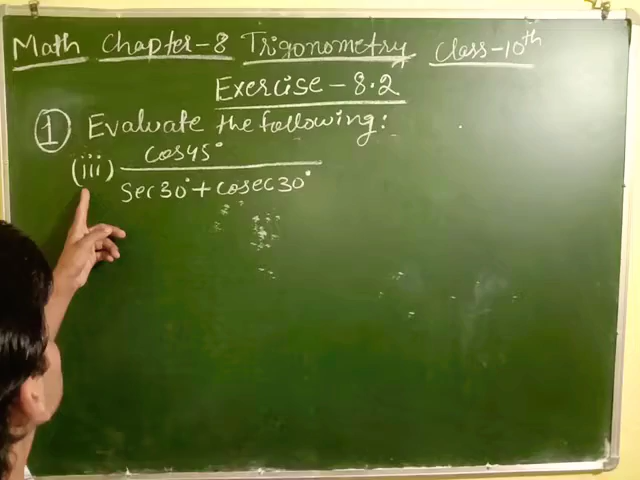 Math Chapter-8 Trigonometry Class-10th
Exercise-8.2
1 Evaluate the following:
cos45°
(iii)
Sec30°+cosec30°